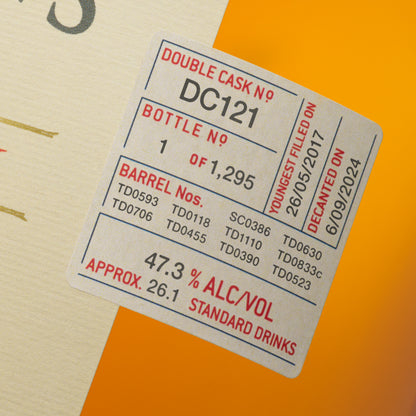 S
DOUBLE CASK Nº
DC121
BOTTLE Nº
1 OF 1,295
YOUNGEST FILLED ON
26/05/2017
DECANTED ON
6/09/2024
BARREL Nos.
TD0593 TD0118 SC0386 TD0630
TD0706 TD0455 TD1110 TD0833c
TD0390 TD0523
47.3 % ALC/VOL
APPROX. 26.1 STANDARD DRINKS